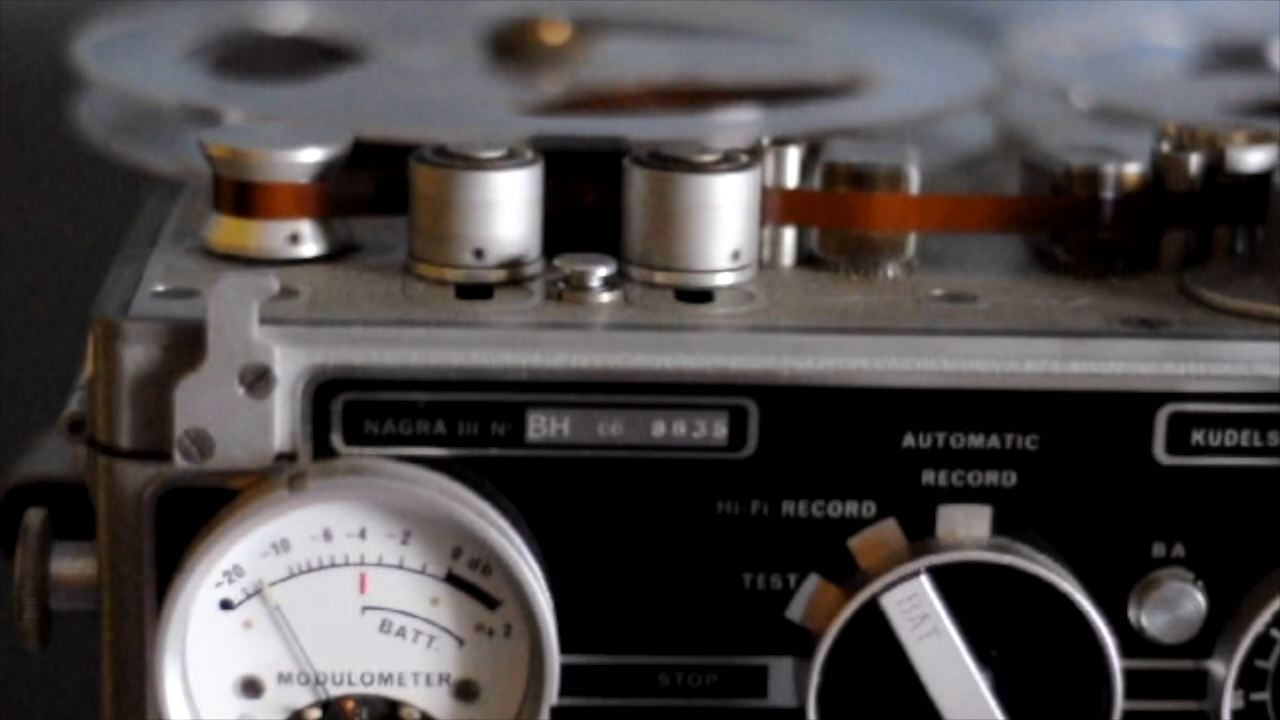 NAGRA III Nº BH
KUDELS
AUTOMATIC
RECORD
Hi-Fi RECORD
TEST
BA
BAT
STOP
-20 -10 -6 -4 -2 0 db +2
BATT.
MODULOMETER